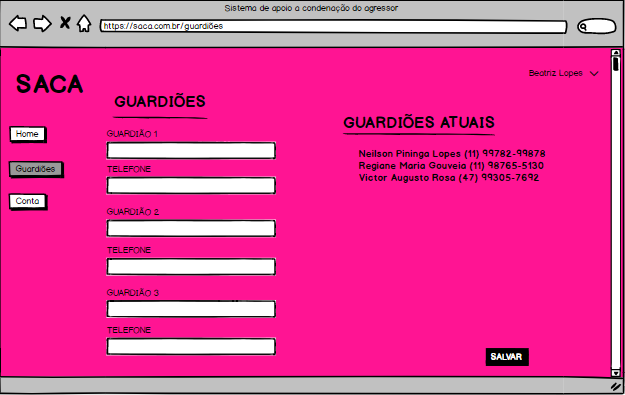 Sistema de apoio a condenação do agressor
https://saca.com.br/guardiões
Beatriz Lopes
SACA
Home
Guardiões
Conta
GUARDIÕES
GUARDIÃO 1
TELEFONE
GUARDIÃO 2
TELEFONE
GUARDIÃO 3
TELEFONE
GUARDIÕES ATUAIS
Neilson Pininga Lopes (11) 99782-99878
Regiane Maria Gouveia (11) 98765-5130
Victor Augusto Rosa (47) 99305-7692
SALVAR